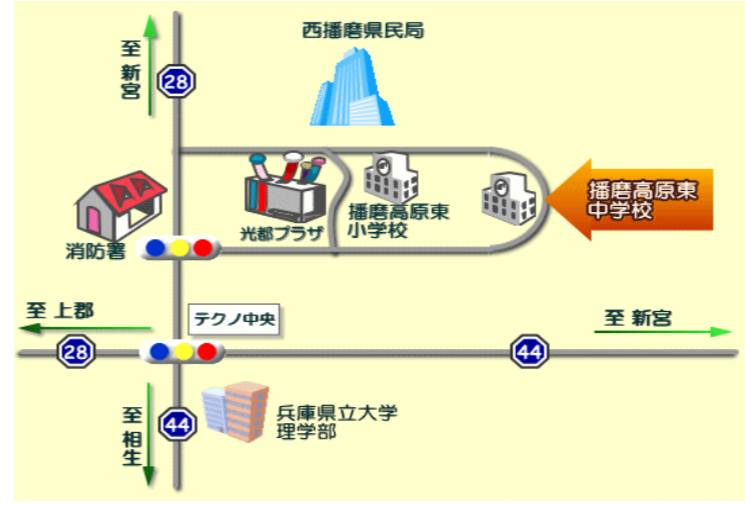 西播磨県民局
至
新
宮
28
播磨高原東
中学校
光都プラザ
播磨高原東
小学校
消防署
至 上郡
テクノ中央
至 新宮
28
44
至
相
生
44
兵庫県立大学
理学部